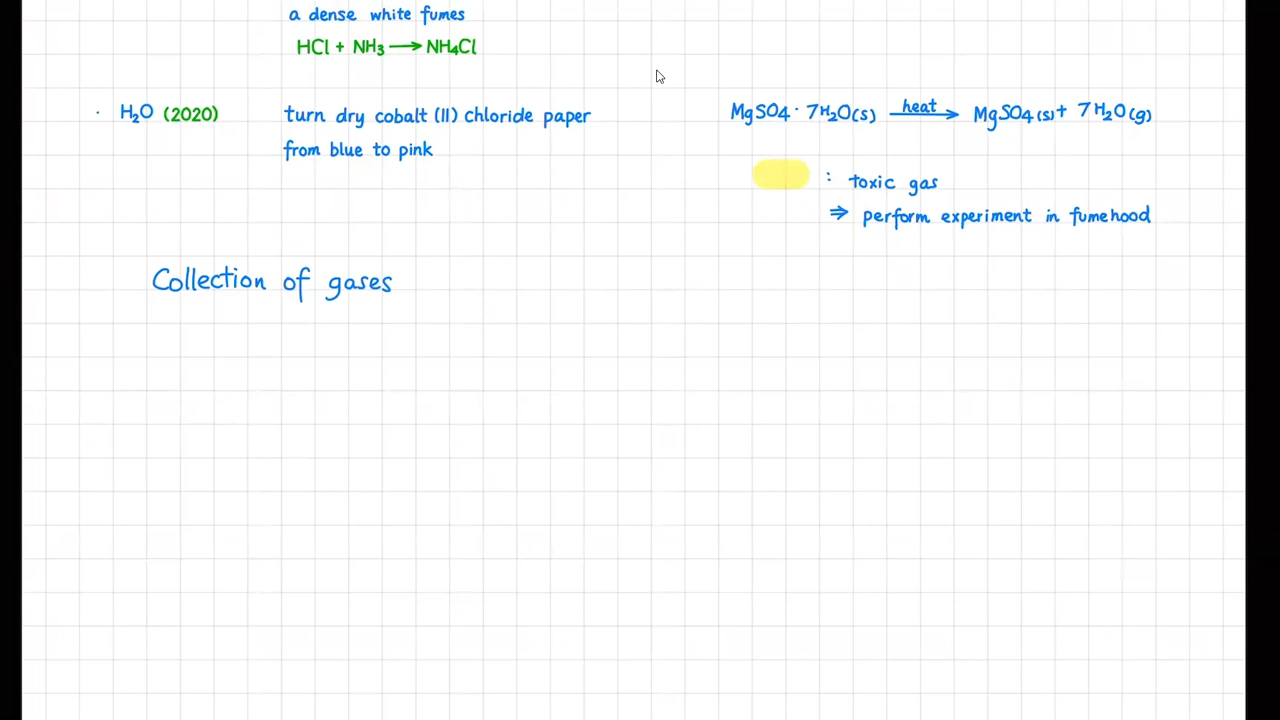 a dense white fumes
HCl + NH₃ ⟶ NH₄Cl
· H₂O (2020) turn dry cobalt (II) chloride paper
from blue to pink
MgSO4 · 7H₂O(s) —heat→ MgSO4(s) + 7H₂O(g)
: toxic gas
⇒ perform experiment in fumehood
Collection of gases